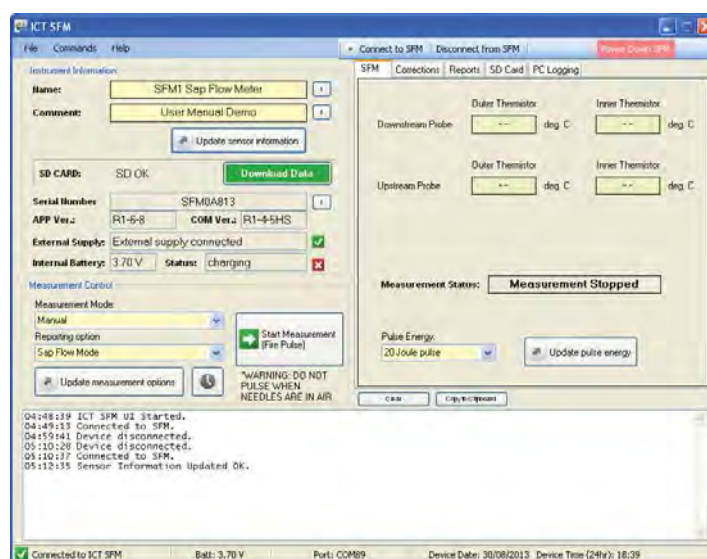 ICT SFM
File Commands Help
Connect to SFM Disconnect from SFM Power Down SFM
Instrument Information
Name: SFM1 Sap Flow Meter
Comment: User Manual Demo
Update sensor information
SD CARD: SD OK Download Data
Serial Number SFM0A813
APP Ver.: R1-6-8 COM Ver.: R1-4-5HS
External Supply: External supply connected
Internal Battery: 3.70 V Status: charging
Measurement Control
Measurement Mode:
Manual
Reporting option
Sap Flow Mode
Start Measurement
(Fire Pulse)
Update measurement options
*WARNING: DO NOT
PULSE WHEN
NEEDLES ARE IN AIR
SFM Corrections Reports SD Card PC Logging
Outer Thermistor Inner Thermistor
Downstream Probe -- deg. C -- deg. C
Outer Thermistor Inner Thermistor
Upstream Probe -- deg. C -- deg. C
Measurement Status: Measurement Stopped
Pulse Energy:
20 Joule pulse Update pulse energy
Clear Copy to Clipboard
04:48:39 ICT SFM UI Started.
04:49:13 Connected to SFM.
04:59:41 Device disconnected.
05:10:28 Device disconnected.
05:10:37 Connected to SFM.
05:12:35 Sensor Information Updated OK.
Connected to ICT SFM Batt: 3.70 V Port: COM89 Device Date: 30/08/2013 Device Time (24hr): 18:39